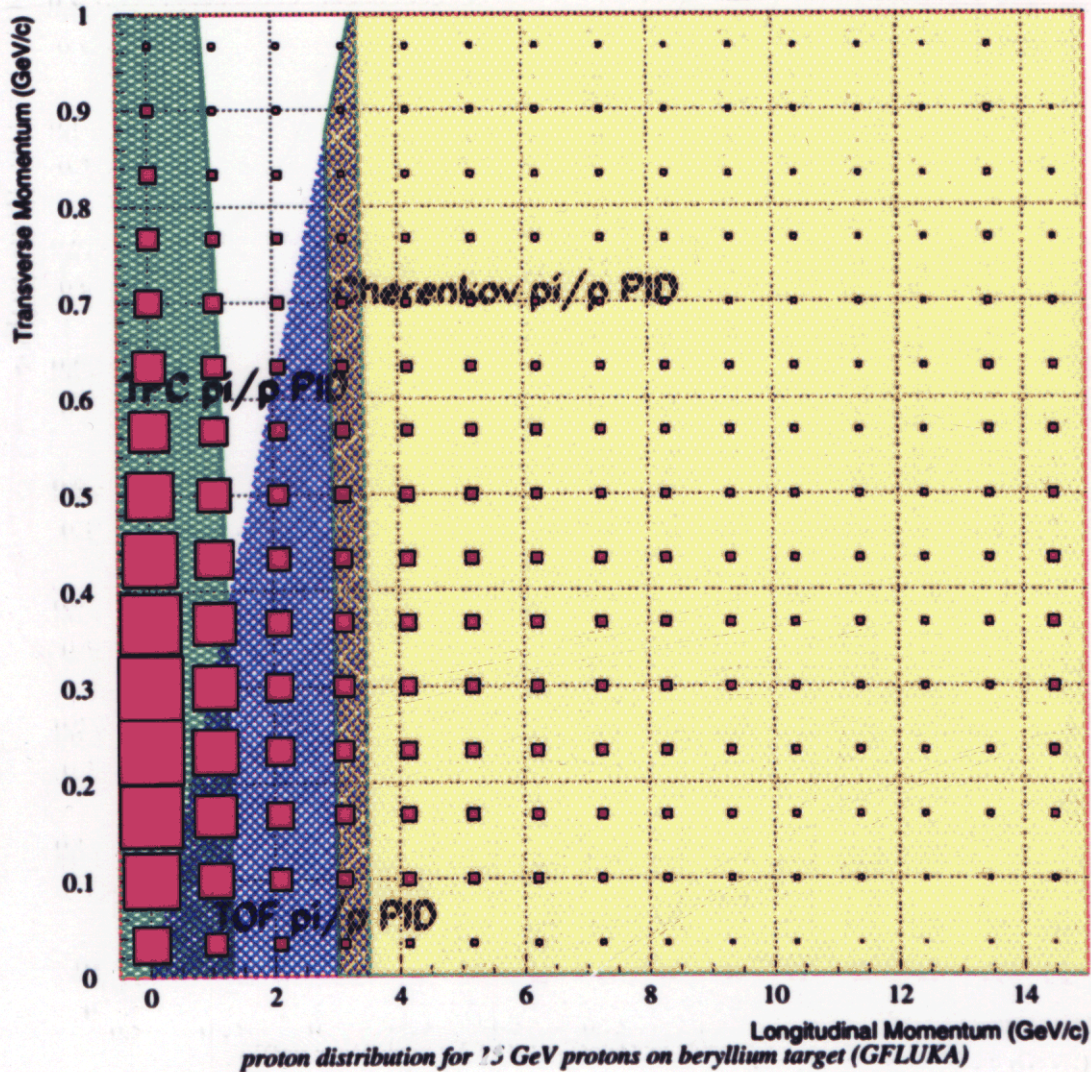 Transverse Momentum (GeV/c)
1
0.9
0.8
0.7
0.6
0.5
0.4
0.3
0.2
0.1
0
Cherenkov pi/p PID
TPC pi/p PID
TOF pi/p PID
0 2 4 6 8 10 12 14
Longitudinal Momentum (GeV/c)
proton distribution for GeV protons on beryllium target (GFLUKA)